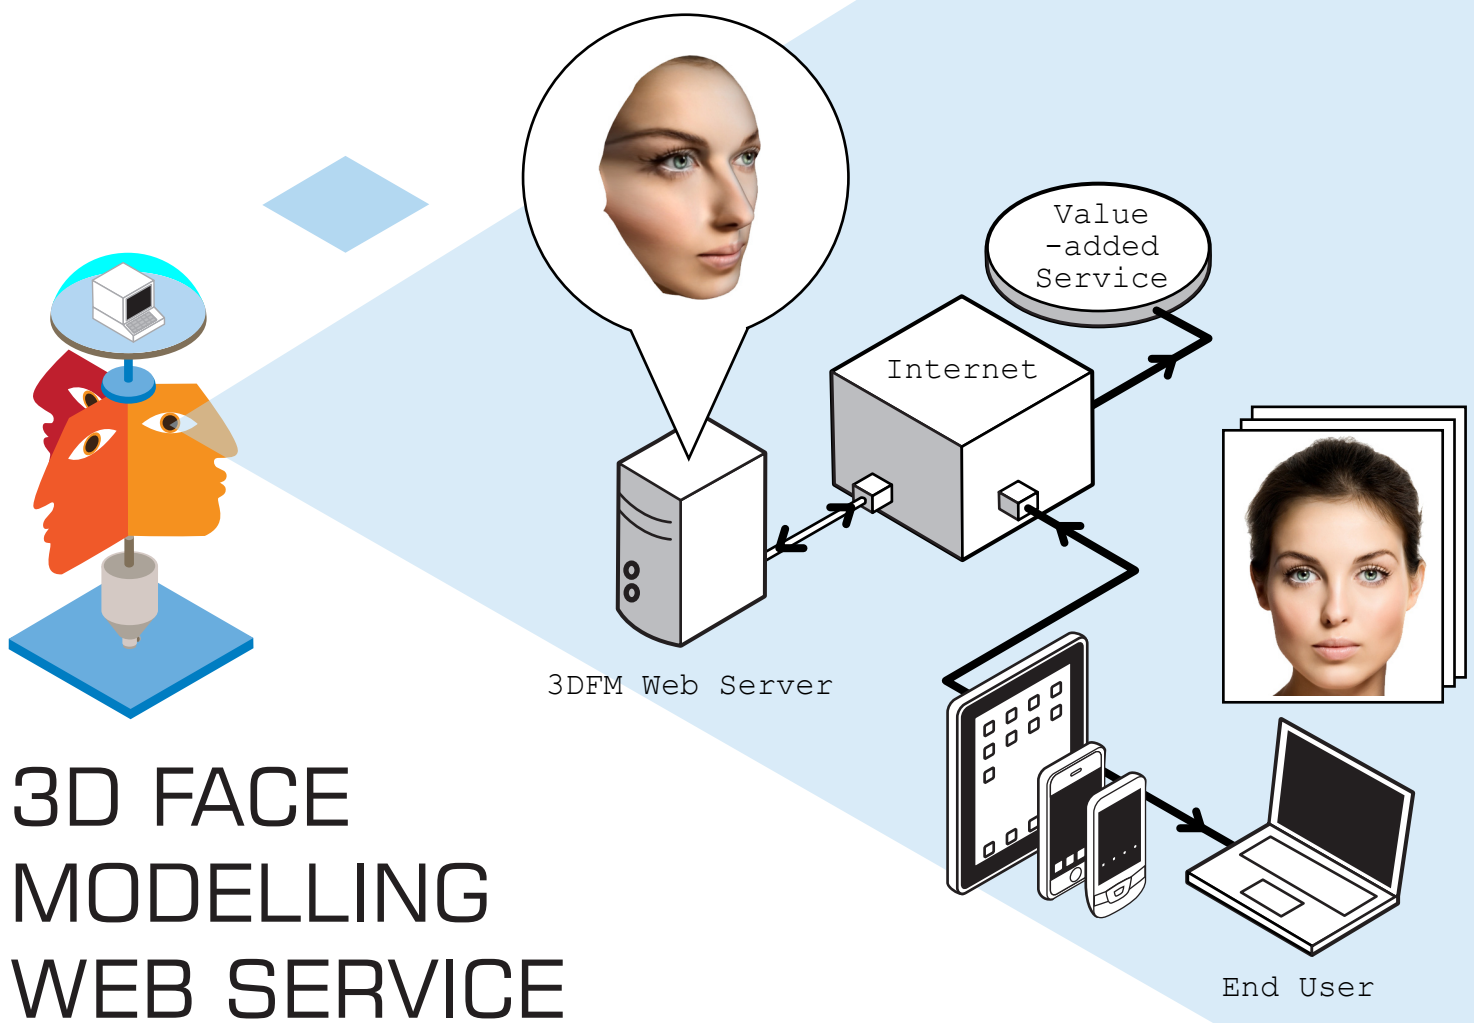 Value
-added
Service
Internet
3DFM Web Server
3D FACE
MODELLING
WEB SERVICE
End User